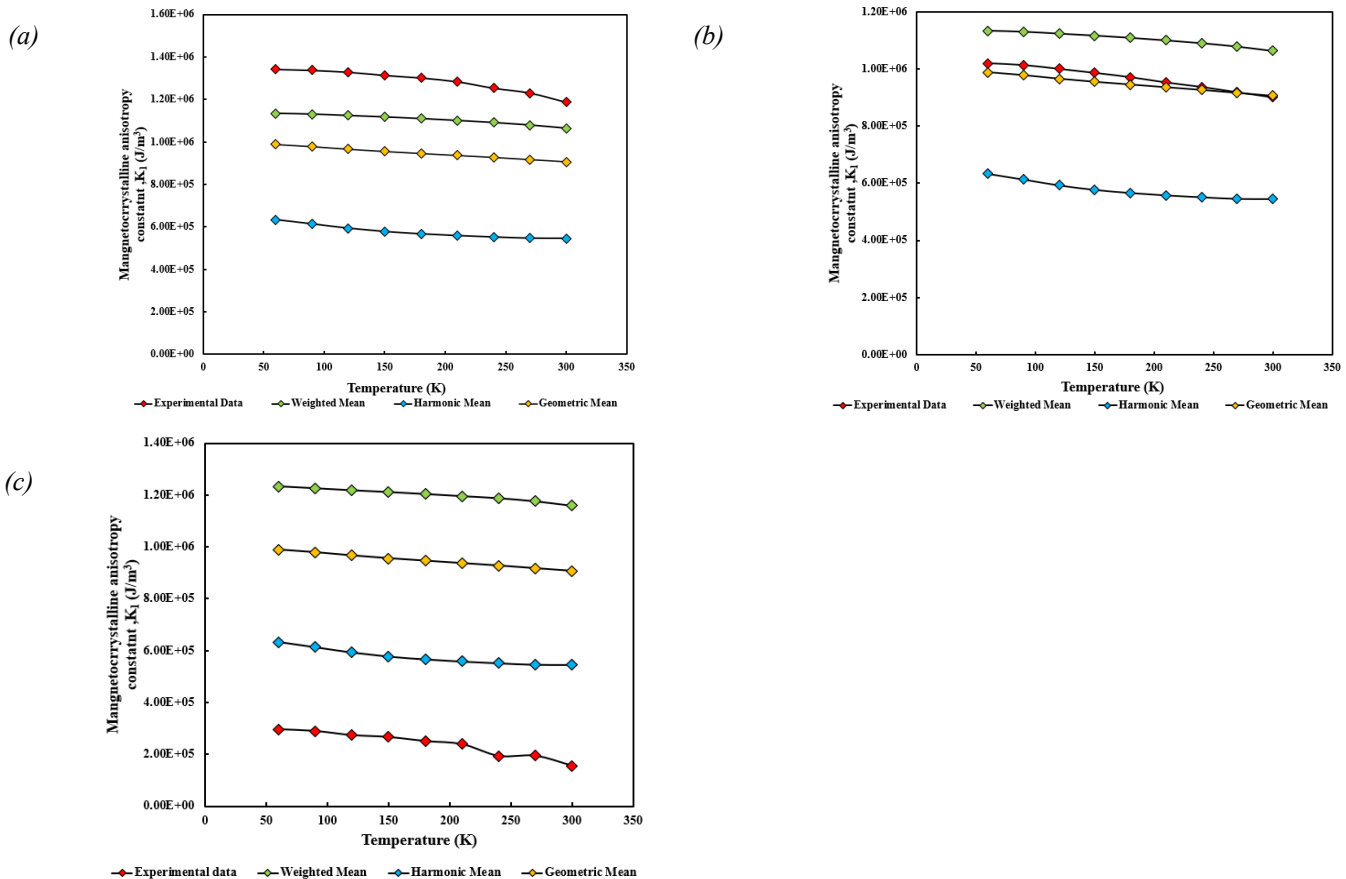 (a)
1.60E+06
1.40E+06
1.20E+06
1.00E+06
8.00E+05
6.00E+05
4.00E+05
2.00E+05
0.00E+00
Mangnetocrrystalline anisotropy
constatnt ,K1 (J/m³)
0 50 100 150 200 250 300 350
Temperature (K)
Experimental Data Weighted Mean Harmonic Mean Geometric Mean
(b)
1.20E+06
1.00E+06
8.00E+05
6.00E+05
4.00E+05
2.00E+05
0.00E+00
Mangnetocrrystalline anisotropy
constatnt ,K1 (J/m³)
0 50 100 150 200 250 300 350
Temperature (K)
Experimental Data Weighted Mean Harmonic Mean Geometric Mean
(c)
1.40E+06
1.20E+06
1.00E+06
8.00E+05
6.00E+05
4.00E+05
2.00E+05
0.00E+00
Mangnetocrrystalline anisotropy
constatnt ,K1 (J/m³)
0 50 100 150 200 250 300 350
Temperature (K)
Experimental data Weighted Mean Harmonic Mean Geometric Mean